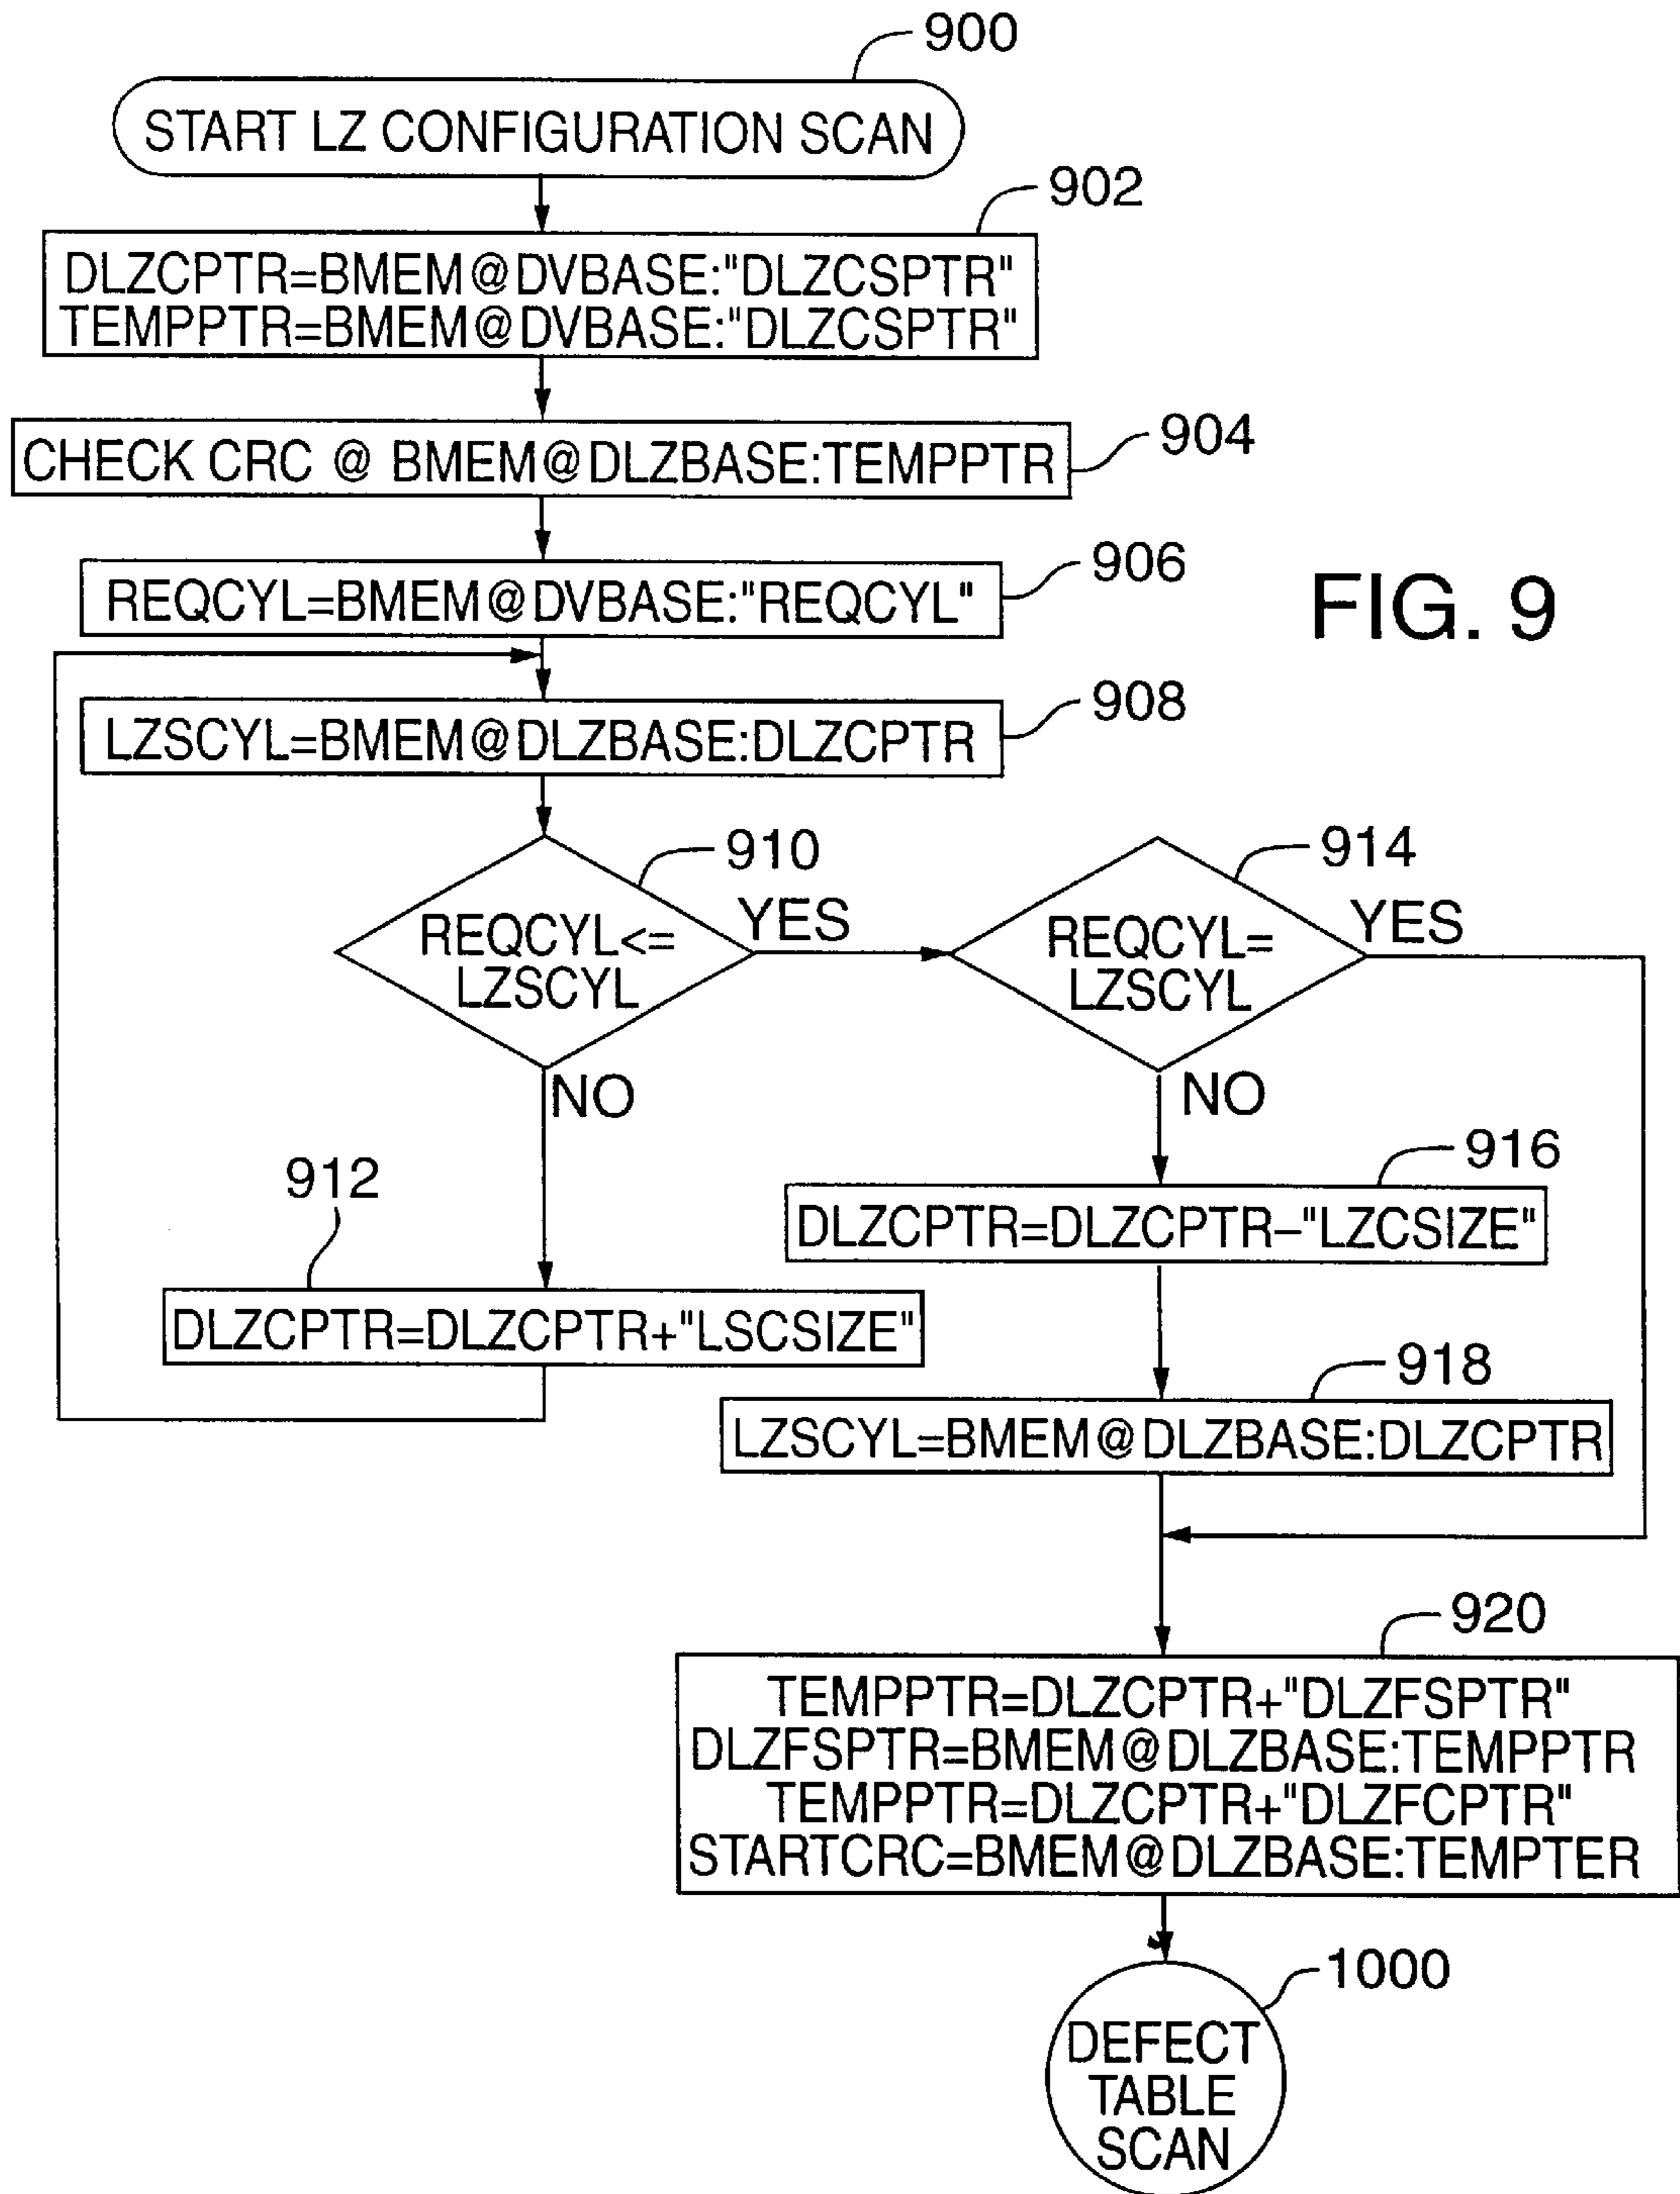 900
START LZ CONFIGURATION SCAN
902
DLZCPTR=BMEM@DVBASE:"DLZCSPTR"
TEMPPTR=BMEM@DVBASE:"DLZCSPTR"
904
CHECK CRC @ BMEM@DLZBASE:TEMPPTR
906
REQCYL=BMEM@DVBASE:"REQCYL"
FIG. 9
908
LZSCYL=BMEM@DLZBASE:DLZCPTR
910
REQCYL<=
LZSCYL
YES
NO
914
REQCYL=
LZSCYL
YES
NO
912
DLZCPTR=DLZCPTR+"LSCSIZE"
916
DLZCPTR=DLZCPTR–"LZCSIZE"
918
LZSCYL=BMEM@DLZBASE:DLZCPTR
920
TEMPPTR=DLZCPTR+"DLZFSPTR"
DLZFSPTR=BMEM@DLZBASE:TEMPPTR
TEMPPTR=DLZCPTR+"DLZFCPTR"
STARTCRC=BMEM@DLZBASE:TEMPTER
1000
DEFECT
TABLE
SCAN